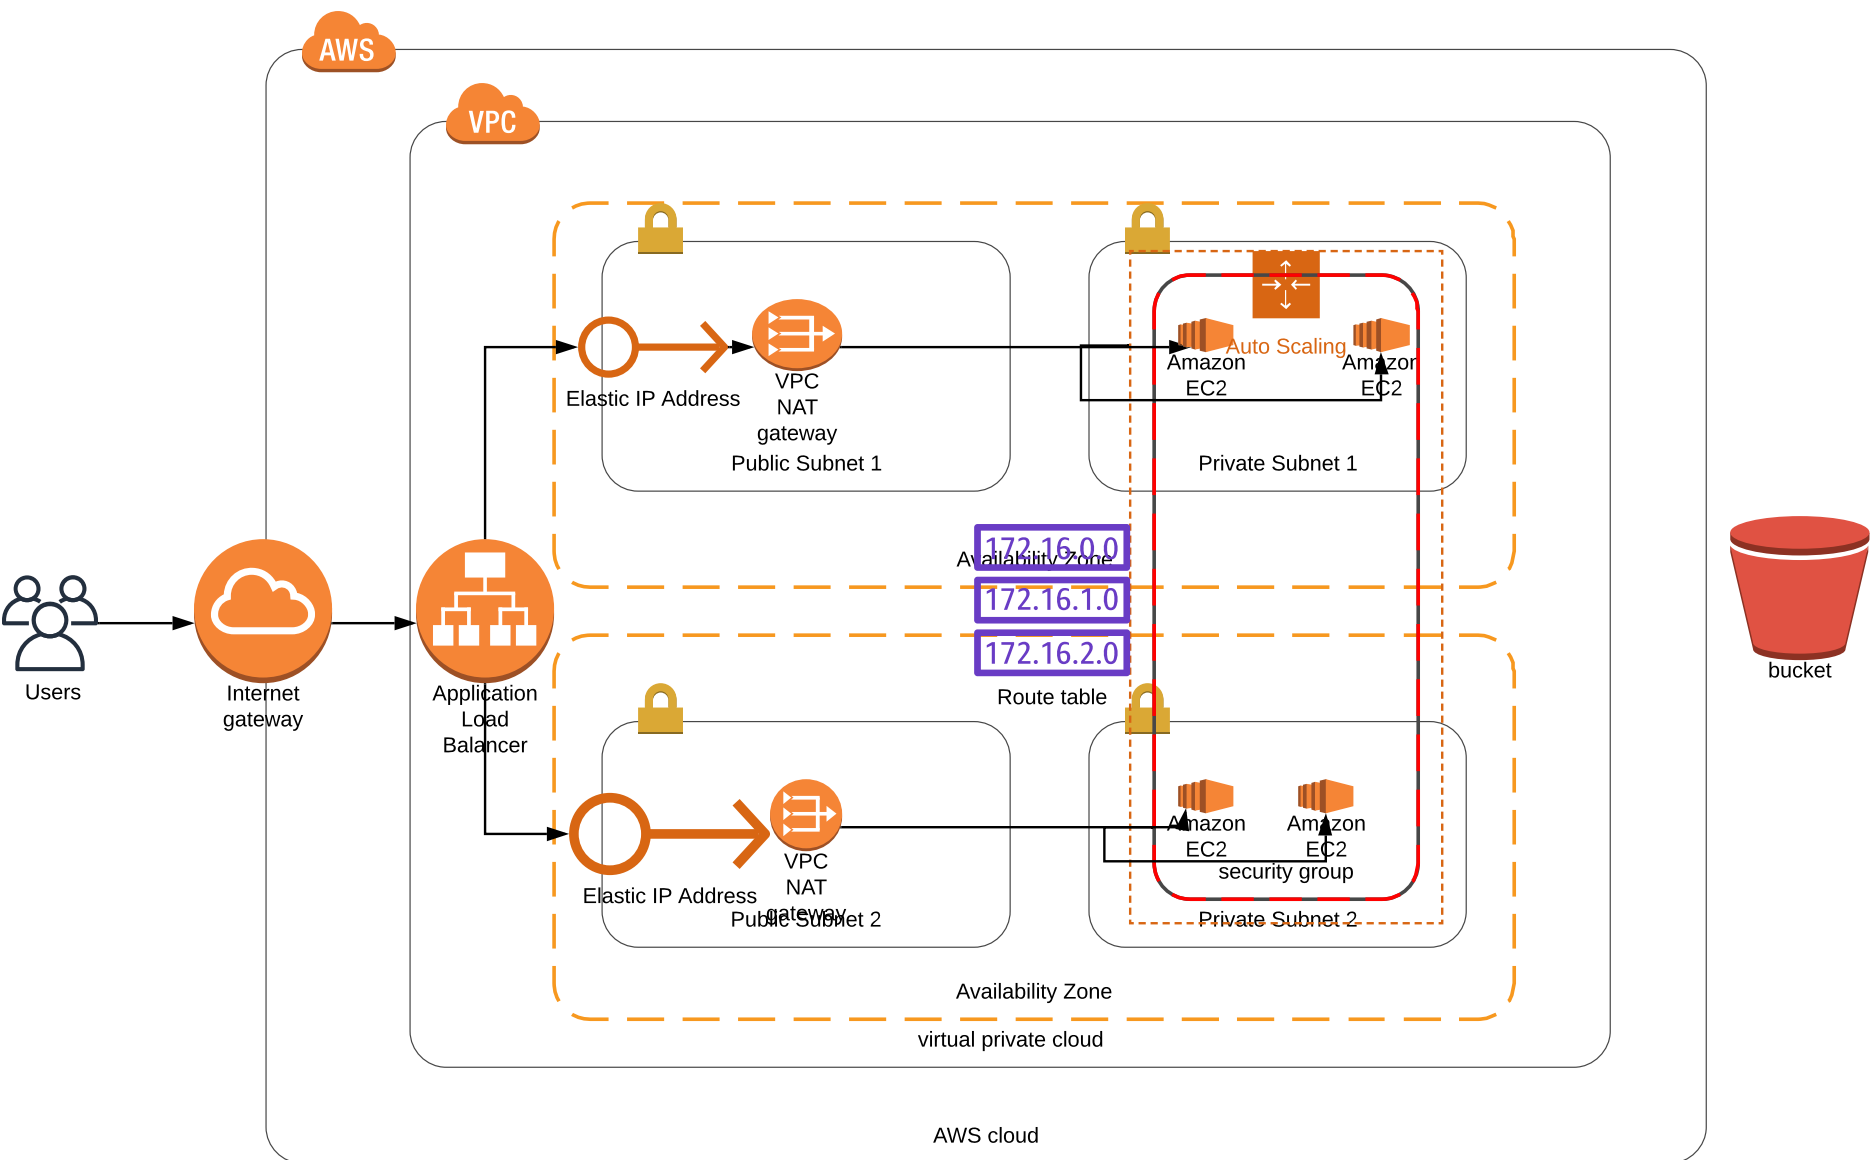 AWS
VPC
Auto Scaling
Amazon
EC2
Amazon
EC2
Elastic IP Address
VPC
NAT
gateway
Public Subnet 1
Private Subnet 1
172.16.0.0
Availability Zone
172.16.1.0
172.16.2.0
Route table
Users
Internet
gateway
Application
Load
Balancer
bucket
Amazon
EC2
Amazon
EC2
security group
Elastic IP Address
VPC
NAT
gateway
Public Subnet 2
Private Subnet 2
Availability Zone
virtual private cloud
AWS cloud